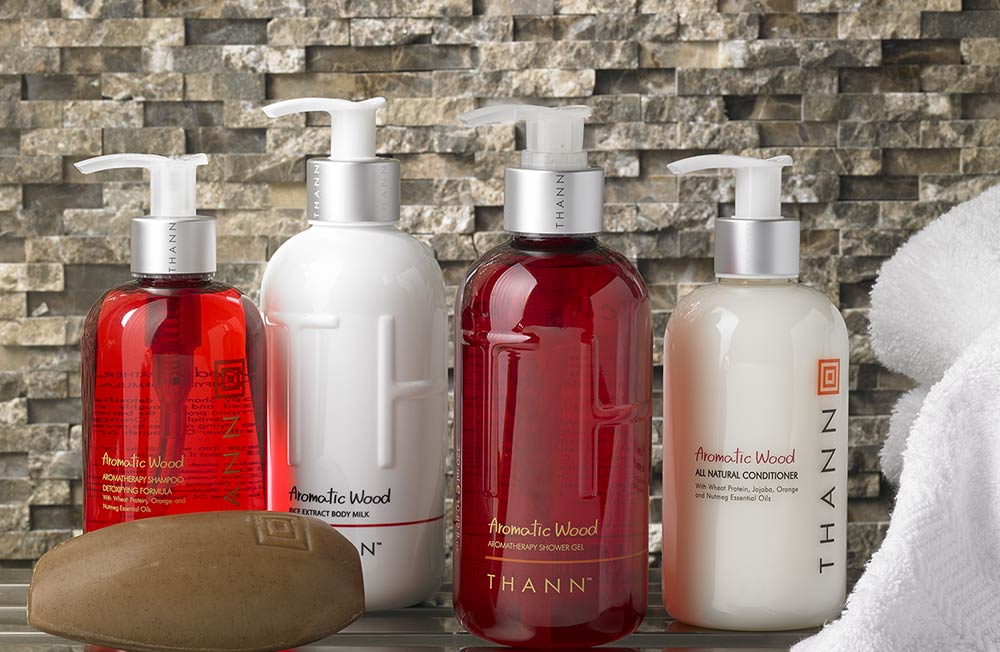 THANN
Aromatic Wood
AROMATHERAPY SHAMPOO
DETOXIFYING FORMULA
With Wheat Protein, Orange and
Nutmeg Essential Oils
THANN
TH
Aromatic Wood
RICE EXTRACT BODY MILK
THANN
Aromatic Wood
AROMATHERAPY SHOWER GEL
THANN™
Aromatic Wood
ALL NATURAL CONDITIONER
With Wheat Protein, Jojoba, Orange
and Nutmeg Essential Oils
THANN